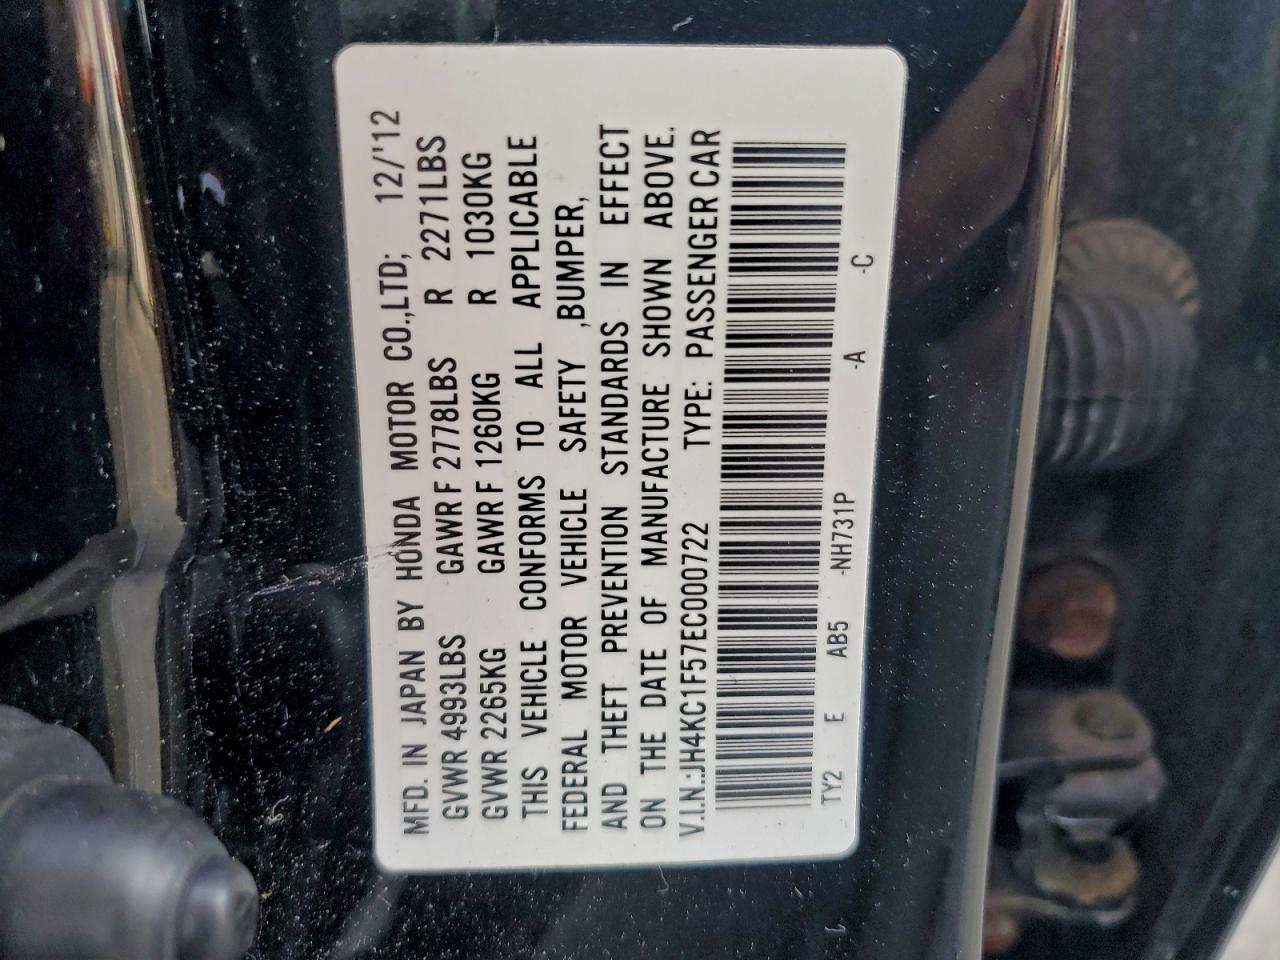 MFD. IN JAPAN BY HONDA MOTOR CO.,LTD; 12/'12
GVWR 4993LBS GAWR F 2778LBS R 2271LBS
GVWR 2265KG GAWR F 1260KG R 1030KG
THIS VEHICLE CONFORMS TO ALL APPLICABLE
FEDERAL MOTOR VEHICLE SAFETY ,BUMPER,
AND THEFT PREVENTION STANDARDS IN EFFECT
ON THE DATE OF MANUFACTURE SHOWN ABOVE.
V.I.N.:JH4KC1F57EC000722 TYPE: PASSENGER CAR
TY2 E AB5 -NH731P -A -C
1